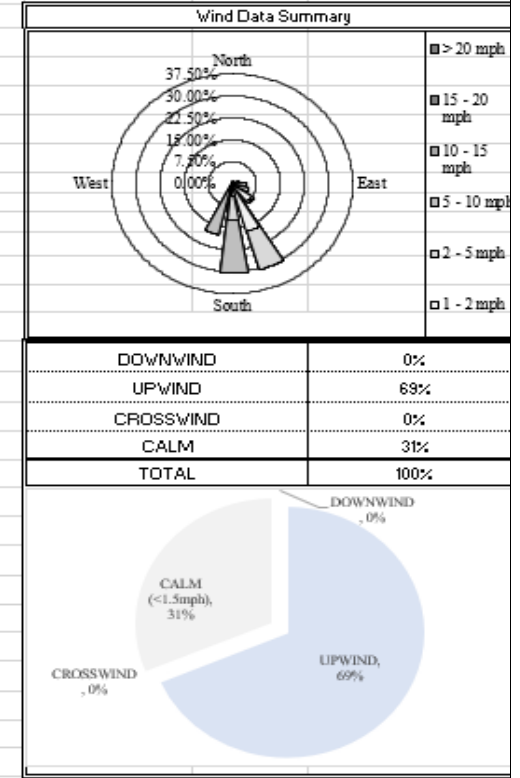 Wind Data Summary
North
37.50%
30.00%
22.50%
15.00%
7.50%
0.00%
West
East
South
> 20 mph
15 - 20
mph
10 - 15
mph
5 - 10 mph
2 - 5 mph
1 - 2 mph
DOWNWIND 0%
UPWIND 69%
CROSSWIND 0%
CALM 31%
TOTAL 100%
DOWNWIND
, 0%
CALM
(<1.5mph),
31%
UPWIND,
69%
CROSSWIND
, 0%